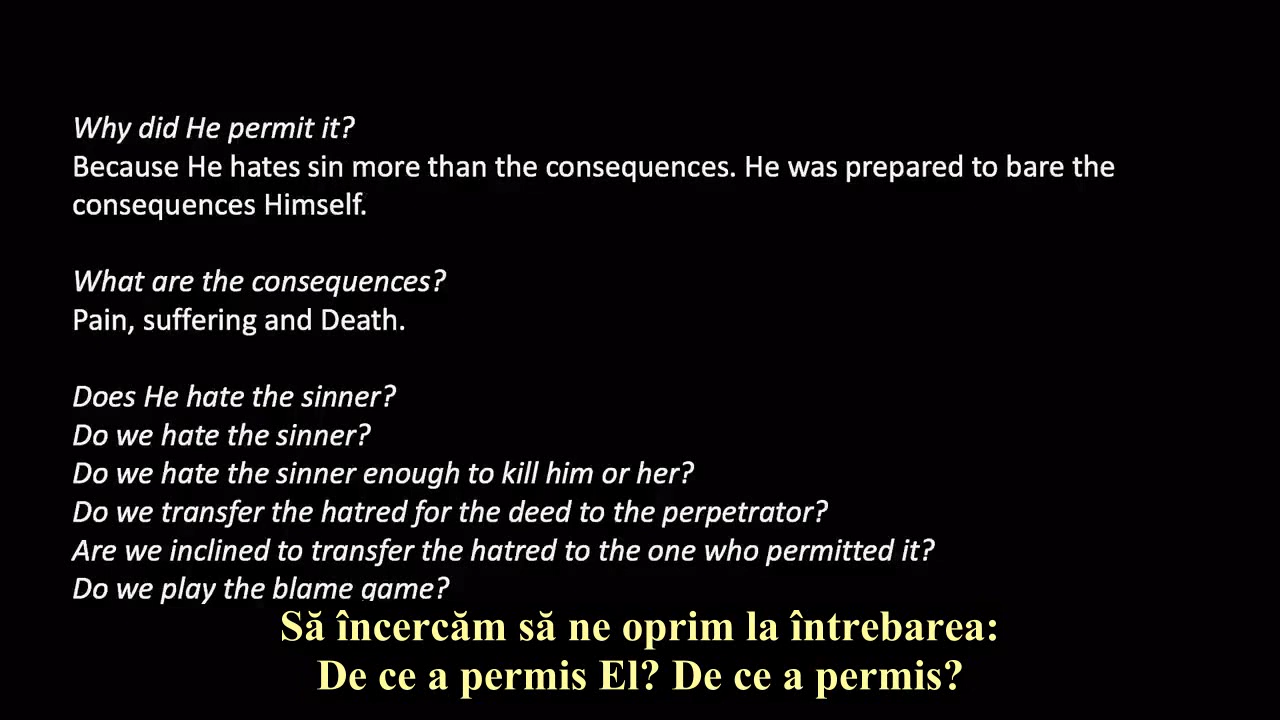 Why did He permit it?
Because He hates sin more than the consequences. He was prepared to bare the
consequences Himself.
What are the consequences?
Pain, suffering and Death.
Does He hate the sinner?
Do we hate the sinner?
Do we hate the sinner enough to kill him or her?
Do we transfer the hatred for the deed to the perpetrator?
Are we inclined to transfer the hatred to the one who permitted it?
Do we play the blame game?
Să încercăm să ne oprim la întrebarea:
De ce a permis El? De ce a permis?